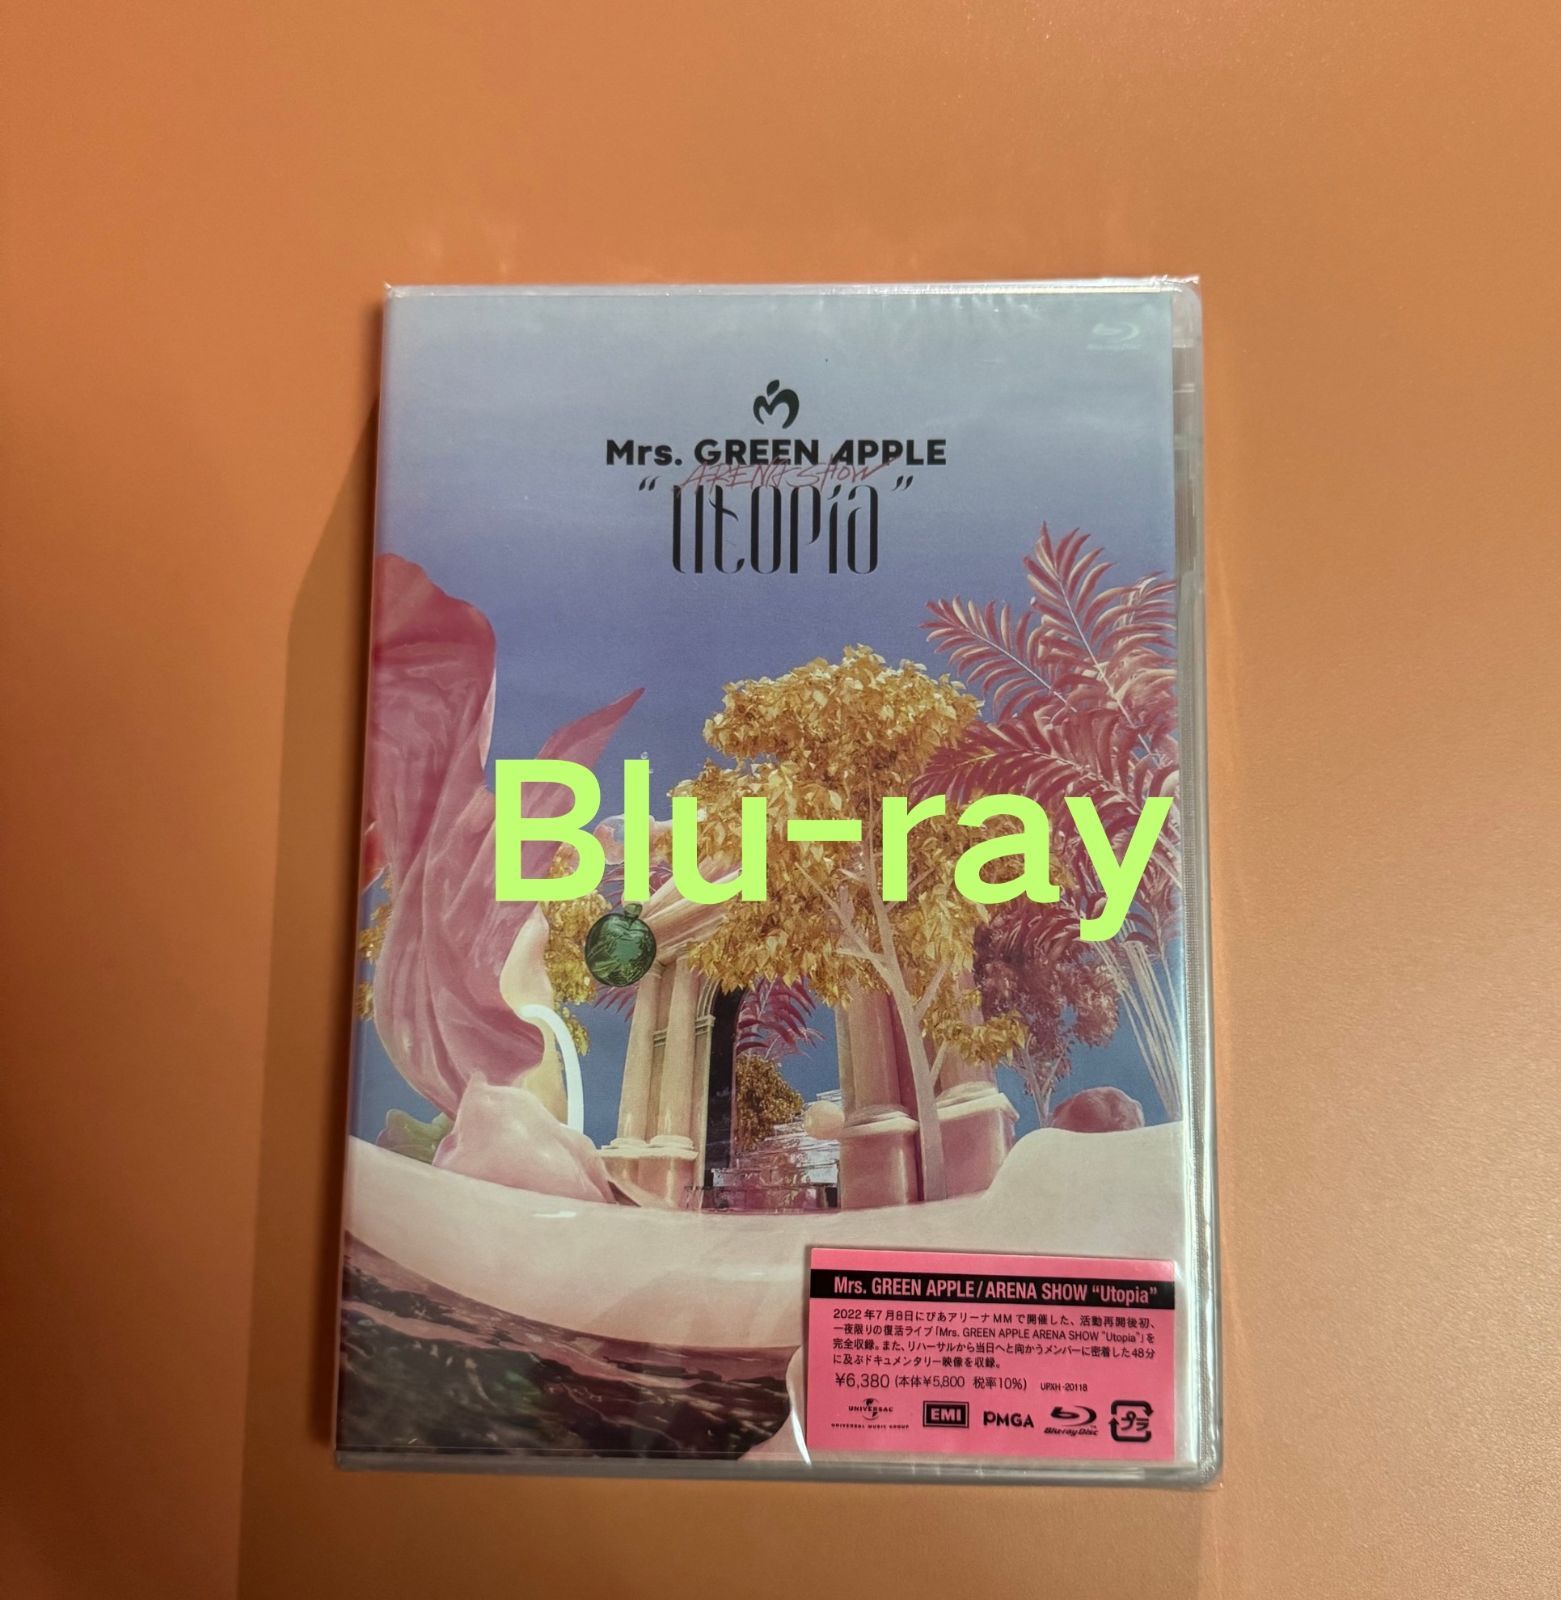 Mrs. GREEN APPLE
ARENA SHOW
“Utopia”
Blu-ray
Mrs. GREEN APPLE/ARENA SHOW “Utopia”
2022年7月8日にぴあアリーナMMで開催した、活動再開後初、
一夜限りの復活ライブ「Mrs. GREEN APPLE ARENA SHOW “Utopia”」を
完全収録。また、リハーサルから当日へと向かうメンバーに密着した48分
に及ぶドキュメンタリー映像を収録。
¥6,380 (本体¥5,800 税率10%) UPXH-20118
UNIVERSAL
UNIVERSAL MUSIC GROUP
EMI
PMGA
Blu-ray Disc
プラ